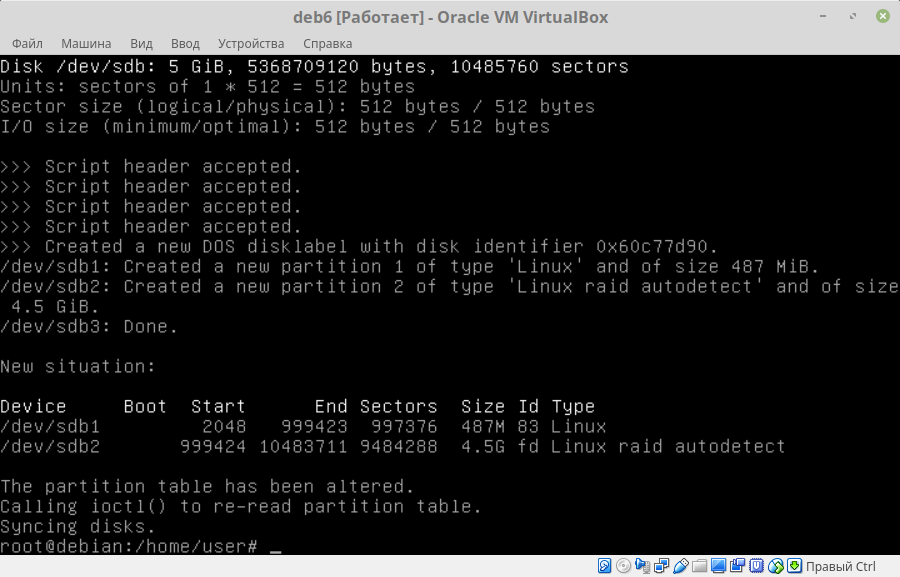 deb6 [Работает] - Oracle VM VirtualBox
Файл Машина Вид Ввод Устройства Справка
Disk /dev/sdb: 5 GiB, 5368709120 bytes, 10485760 sectors
Units: sectors of 1 * 512 = 512 bytes
Sector size (logical/physical): 512 bytes / 512 bytes
I/O size (minimum/optimal): 512 bytes / 512 bytes
>>> Script header accepted.
>>> Script header accepted.
>>> Script header accepted.
>>> Script header accepted.
>>> Created a new DOS disklabel with disk identifier 0x60c77d90.
/dev/sdb1: Created a new partition 1 of type 'Linux' and of size 487 MiB.
/dev/sdb2: Created a new partition 2 of type 'Linux raid autodetect' and of size
4.5 GiB.
/dev/sdb3: Done.
New situation:
Device Boot Start End Sectors Size Id Type
/dev/sdb1 2048 999423 997376 487M 83 Linux
/dev/sdb2 999424 10483711 9484288 4.5G fd Linux raid autodetect
The partition table has been altered.
Calling ioctl() to re-read partition table.
Syncing disks.
root@debian:/home/user# _
Правый Ctrl